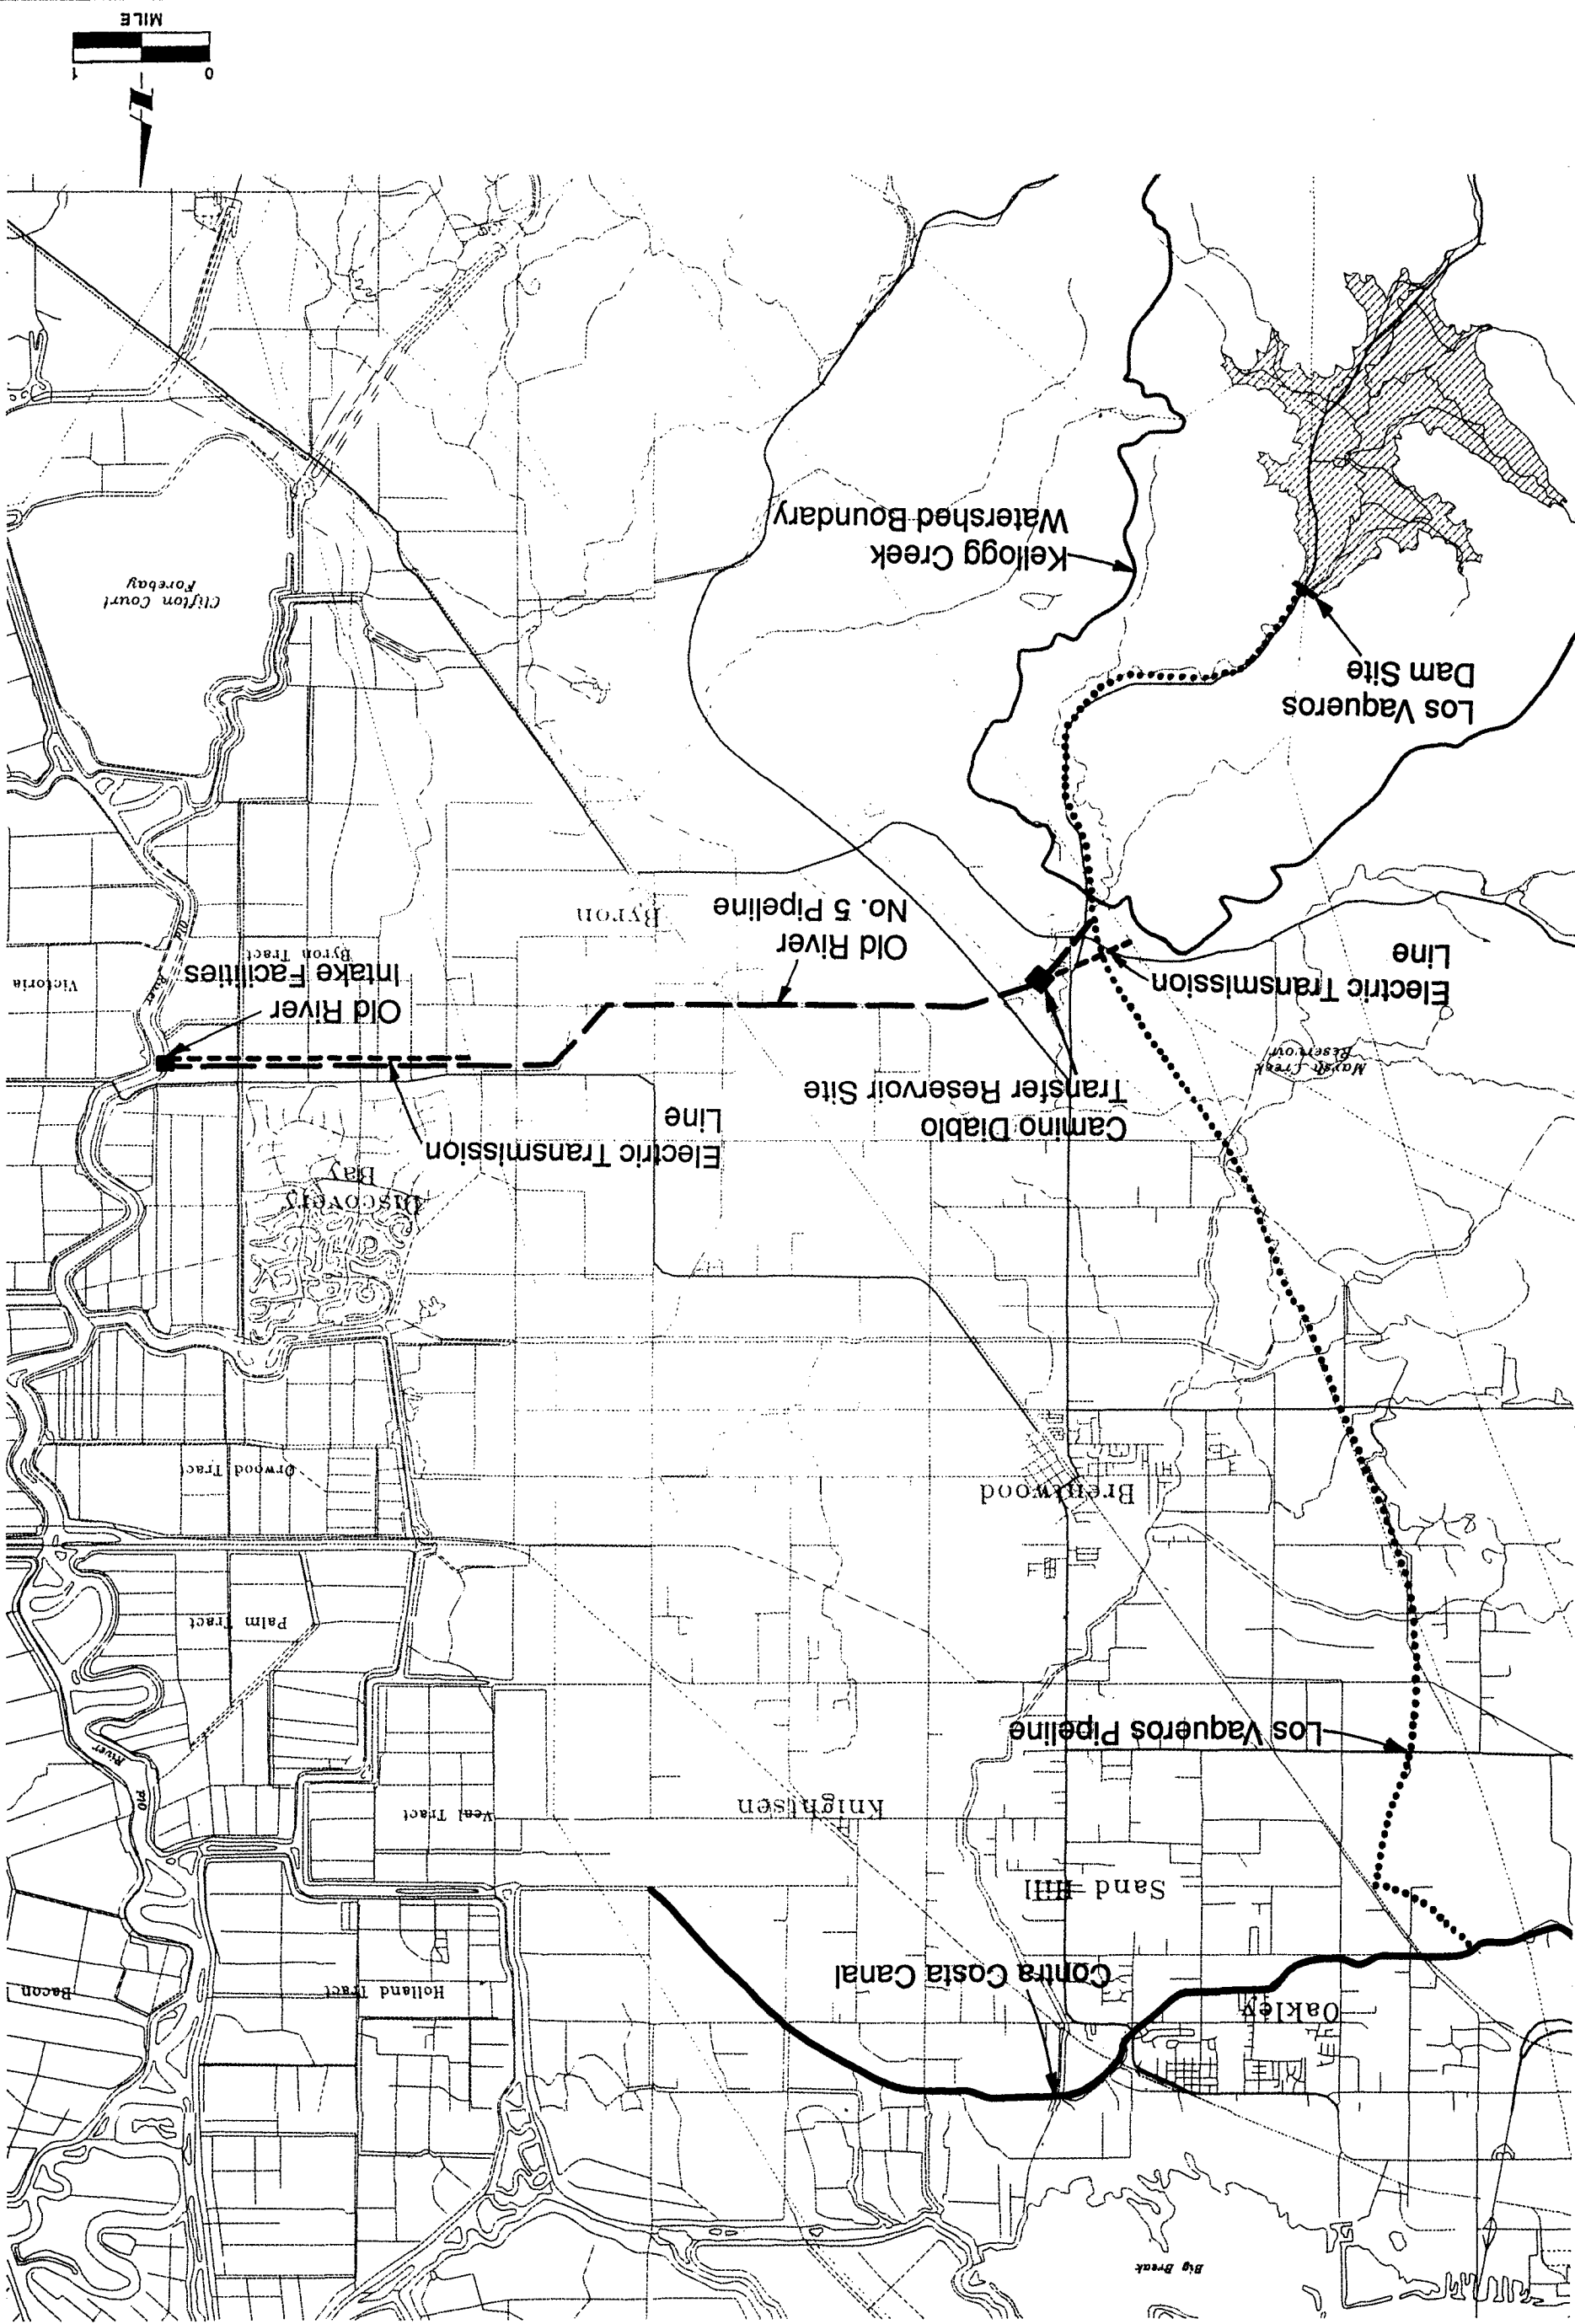 Big Break
Oakley
Contra Costa Canal
Holland Tract
Bacon
Sand Hill
Knightsen
Veal Tract
Old
River
Los Vaqueros Pipeline
Palm Tract
Brentwood
Orwood Tract
Discovery
Bay
Electric Transmission
Line
Camino Diablo
Transfer Reservoir Site
Marsh Creek
Reservoir
Electric Transmission
Line
Old River
No. 5 Pipeline
Old River
Intake Facilities
Byron Tract
Old
River
Victoria
Byron
Los Vaqueros
Dam Site
Kellogg Creek
Watershed Boundary
Clifton Court
Forebay
N
0 1
MILE